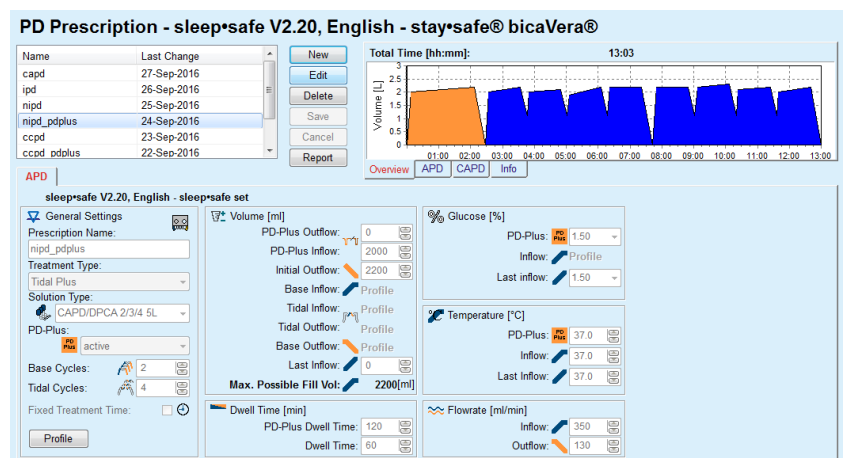 PD Prescription - sleep•safe V2.20, English - stay•safe® bicaVera®
Name Last Change
capd 27-Sep-2016
ipd 26-Sep-2016
nipd 25-Sep-2016
nipd_pdplus 24-Sep-2016
ccpd 23-Sep-2016
ccpd_pdplus 22-Sep-2016
New
Edit
Delete
Save
Cancel
Report
Total Time [hh:mm]: 13:03
Volume [L]
3
2.5
2
1.5
1
0.5
0
01:00 02:00 03:00 04:00 05:00 06:00 07:00 08:00 09:00 10:00 11:00 12:00 13:00
Overview APD CAPD Info
APD
sleep•safe V2.20, English - sleep•safe set
General Settings
Prescription Name:
nipd_pdplus
Treatment Type:
Tidal Plus
Solution Type:
CAPD/DPCA 2/3/4 5L
PD-Plus:
PD Plus active
Base Cycles: 2
Tidal Cycles: 4
Fixed Treatment Time:
Profile
Volume [ml]
PD-Plus Outflow: 0
PD-Plus Inflow: 2000
Initial Outflow: 2200
Base Inflow: Profile
Tidal Inflow: Profile
Tidal Outflow: Profile
Base Outflow: Profile
Last Inflow: 0
Max. Possible Fill Vol: 2200[ml]
Dwell Time [min]
PD-Plus Dwell Time: 120
Dwell Time: 60
Glucose [%]
PD-Plus: PD Plus 1.50
Inflow: Profile
Last inflow: 1.50
Temperature [°C]
PD-Plus: PD Plus 37.0
Inflow: 37.0
Last Inflow: 37.0
Flowrate [ml/min]
Inflow: 350
Outflow: 130